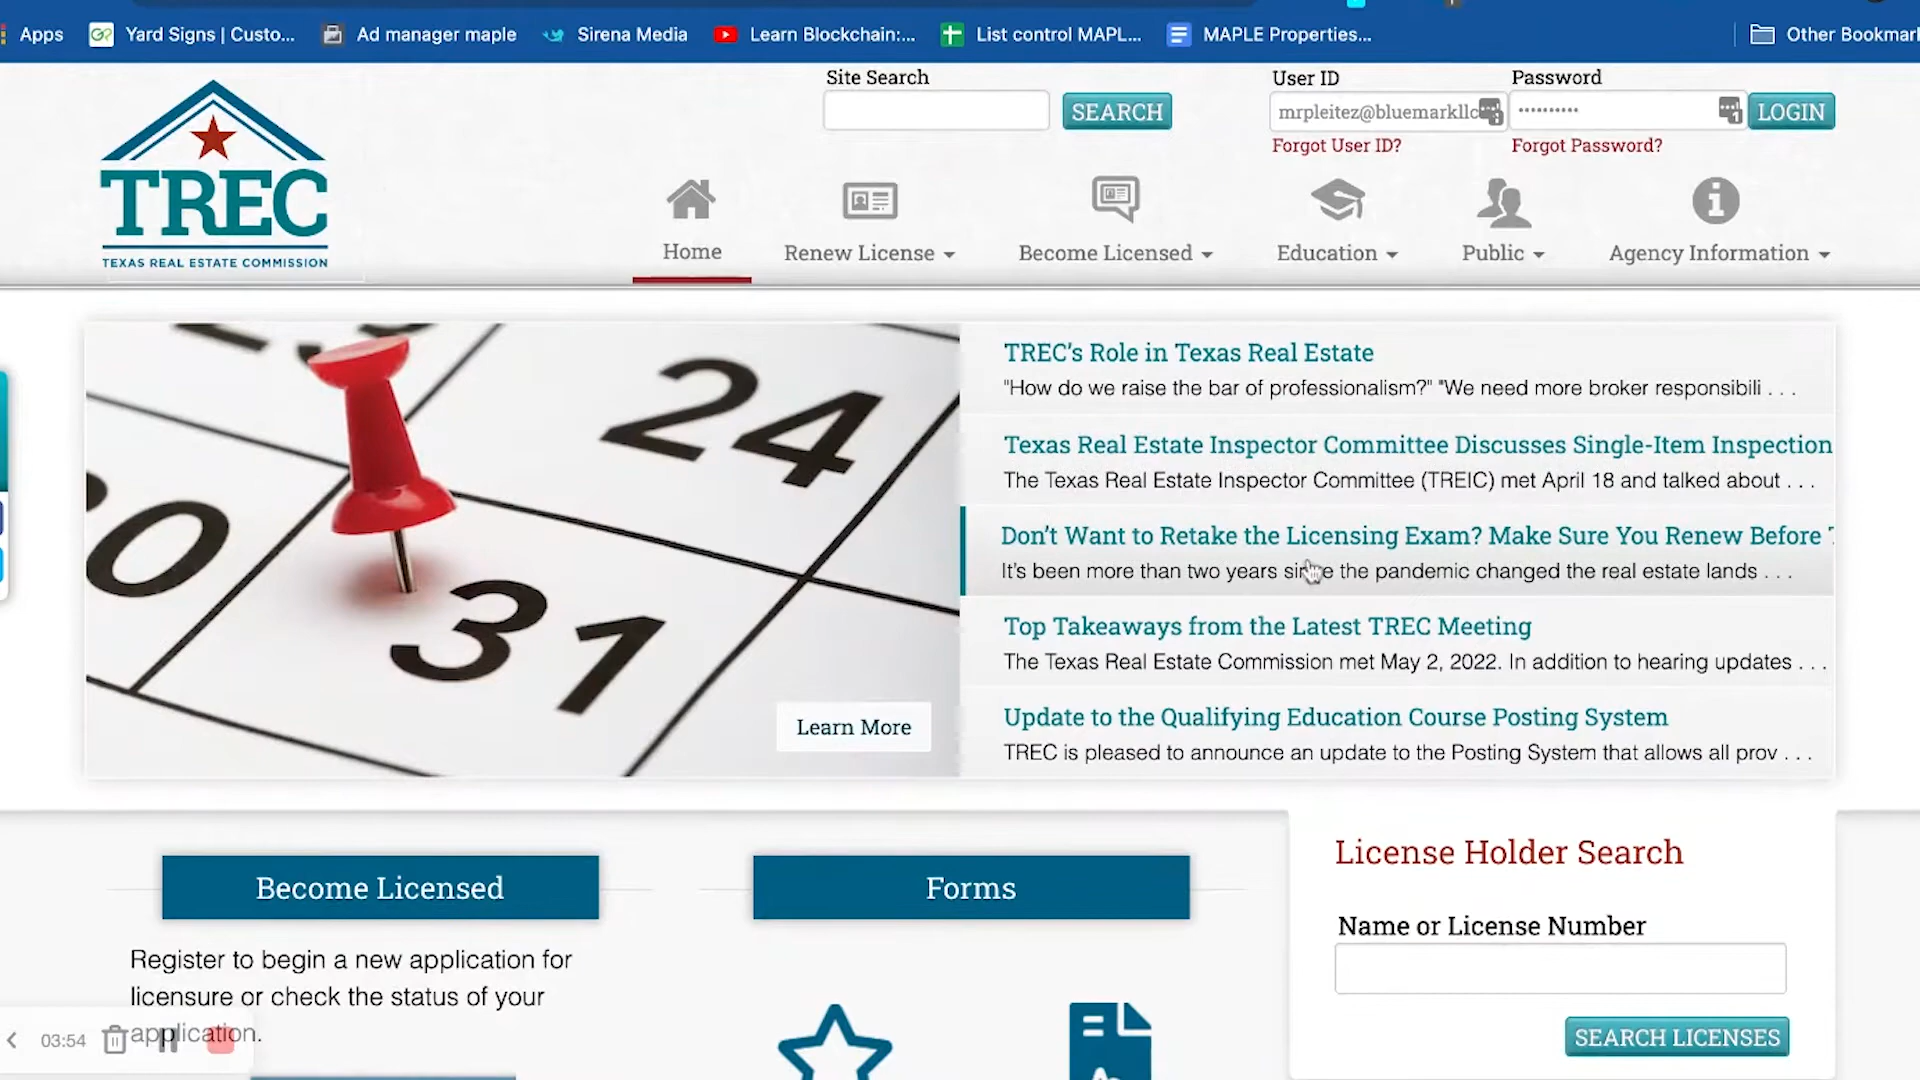 Apps
Yard Signs | Custo...
Ad manager maple
Sirena Media
Learn Blockchain:...
List control MAPL...
MAPLE Properties...
Other Bookmar
Site Search
User ID
Password
SEARCH
mrpleitez@bluemarkllc
LOGIN
Forgot User ID?
Forgot Password?
TREC
TEXAS REAL ESTATE COMMISSION
Home
Renew License
Become Licensed
Education
Public
Agency Information
24
30
31
Learn More
TREC's Role in Texas Real Estate
"How do we raise the bar of professionalism?" "We need more broker responsibili . . .
Texas Real Estate Inspector Committee Discusses Single-Item Inspection
The Texas Real Estate Inspector Committee (TREIC) met April 18 and talked about . . .
Don't Want to Retake the Licensing Exam? Make Sure You Renew Before
It's been more than two years since the pandemic changed the real estate lands . . .
Top Takeaways from the Latest TREC Meeting
The Texas Real Estate Commission met May 2, 2022. In addition to hearing updates . . .
Update to the Qualifying Education Course Posting System
TREC is pleased to announce an update to the Posting System that allows all prov . . .
Become Licensed
Forms
License Holder Search
Register to begin a new application for
licensure or check the status of your
application.
Name or License Number
SEARCH LICENSES
03:54